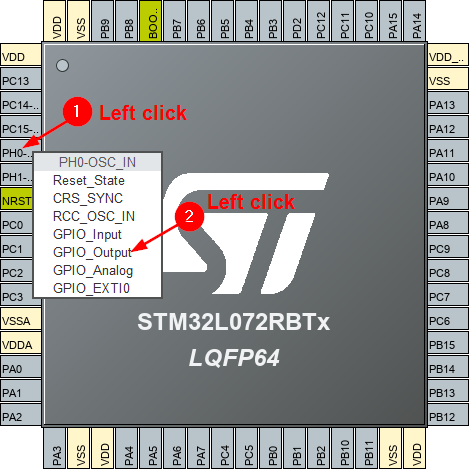 VDD VSS PB9 PB8 BOO.. PB7 PB6 PB5 PB4 PB3 PD2 PC12 PC11 PC10 PA15 PA14
VDD
PC13
PC14-..
PC15-..
PH0-..
PH1-..
NRST
PC0
PC1
PC2
PC3
VSSA
VDDA
PA0
PA1
PA2
1 Left click
PH0-OSC_IN
Reset_State
CRS_SYNC
RCC_OSC_IN
GPIO_Input
GPIO_Output
GPIO_Analog
GPIO_EXTI0
2 Left click
ST
STM32L072RBTx
LQFP64
VDD_..
VSS
PA13
PA12
PA11
PA10
PA9
PA8
PC9
PC8
PC7
PC6
PB15
PB14
PB13
PB12
PA3 VSS VDD PA4 PA5 PA6 PA7 PC4 PC5 PB0 PB1 PB2 PB10 PB11 VSS VDD